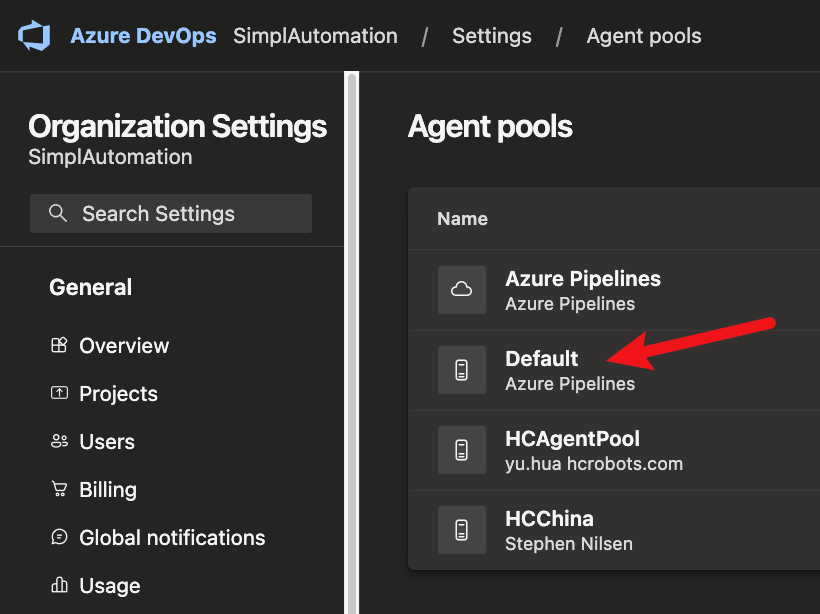 Azure DevOps SimplAutomation / Settings / Agent pools
Organization Settings
SimplAutomation
Search Settings
General
Overview
Projects
Users
Billing
Global notifications
Usage
Agent pools
Name
Azure Pipelines
Azure Pipelines
Default
Azure Pipelines
HCAgentPool
yu.hua hcrobots.com
HCChina
Stephen Nilsen